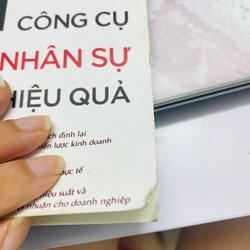 CÔNG CỤ
NHÂN SỰ
HIỆU QUẢ
ch định lại
ến lược kinh doanh
ực tế
iệu suất và
i nhuận cho doanh nghiệp